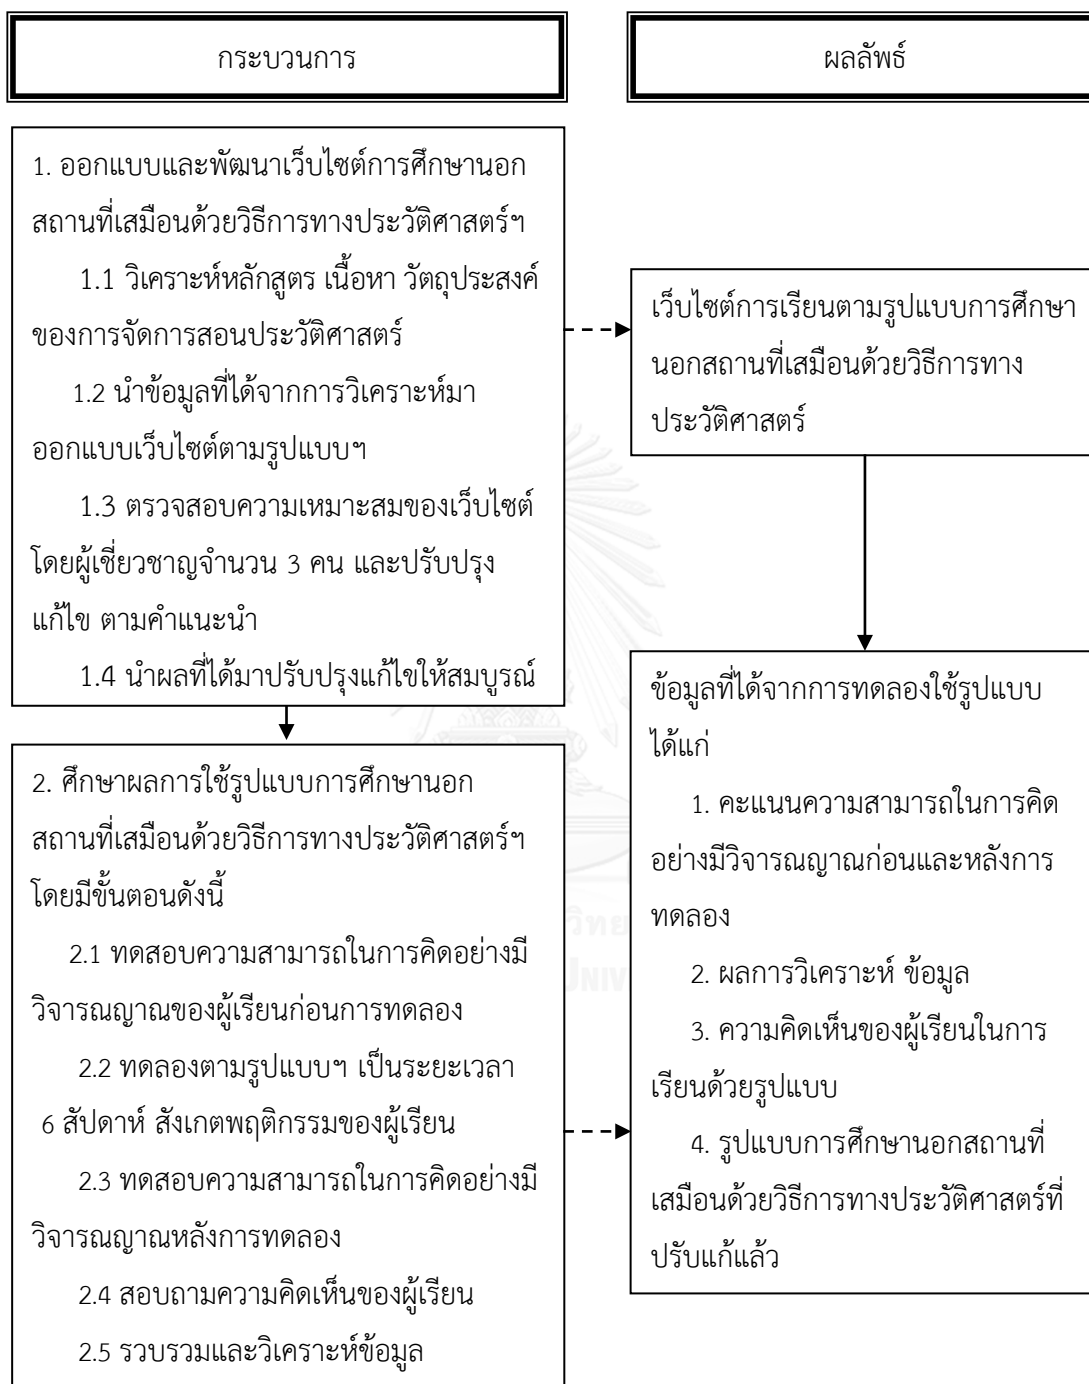 กระบวนการ
ผลลัพธ์
1. ออกแบบและพัฒนาเว็บไซต์การศึกษานอก
สถานที่เสมือนด้วยวิธีการทางประวัติศาสตร์ฯ
1.1 วิเคราะห์หลักสูตร เนื้อหา วัตถุประสงค์
ของการจัดการสอนประวัติศาสตร์
1.2 นำข้อมูลที่ได้จากการวิเคราะห์มา
ออกแบบเว็บไซต์ตามรูปแบบฯ
1.3 ตรวจสอบความเหมาะสมของเว็บไซต์
โดยผู้เชี่ยวชาญจำนวน 3 คน และปรับปรุง
แก้ไข ตามคำแนะนำ
1.4 นำผลที่ได้มาปรับปรุงแก้ไขให้สมบูรณ์
เว็บไซต์การเรียนตามรูปแบบการศึกษา
นอกสถานที่เสมือนด้วยวิธีการทาง
ประวัติศาสตร์
2. ศึกษาผลการใช้รูปแบบการศึกษานอก
สถานที่เสมือนด้วยวิธีการทางประวัติศาสตร์ฯ
โดยมีขั้นตอนดังนี้
2.1 ทดสอบความสามารถในการคิดอย่างมี
วิจารณญาณของผู้เรียนก่อนการทดลอง
2.2 ทดลองตามรูปแบบฯ เป็นระยะเวลา
6 สัปดาห์ สังเกตพฤติกรรมของผู้เรียน
2.3 ทดสอบความสามารถในการคิดอย่างมี
วิจารณญาณหลังการทดลอง
2.4 สอบถามความคิดเห็นของผู้เรียน
2.5 รวบรวมและวิเคราะห์ข้อมูล
ข้อมูลที่ได้จากการทดลองใช้รูปแบบ
ได้แก่
1. คะแนนความสามารถในการคิด
อย่างมีวิจารณญาณก่อนและหลังการ
ทดลอง
2. ผลการวิเคราะห์ ข้อมูล
3. ความคิดเห็นของผู้เรียนในการ
เรียนด้วยรูปแบบ
4. รูปแบบการศึกษานอกสถานที่
เสมือนด้วยวิธีการทางประวัติศาสตร์ที่
ปรับแก้แล้ว